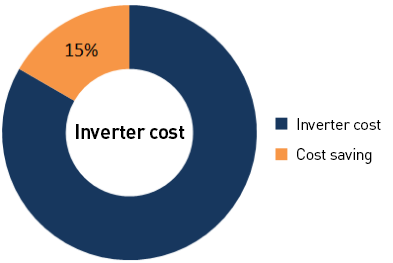 15%
Inverter cost
Inverter cost
Cost saving